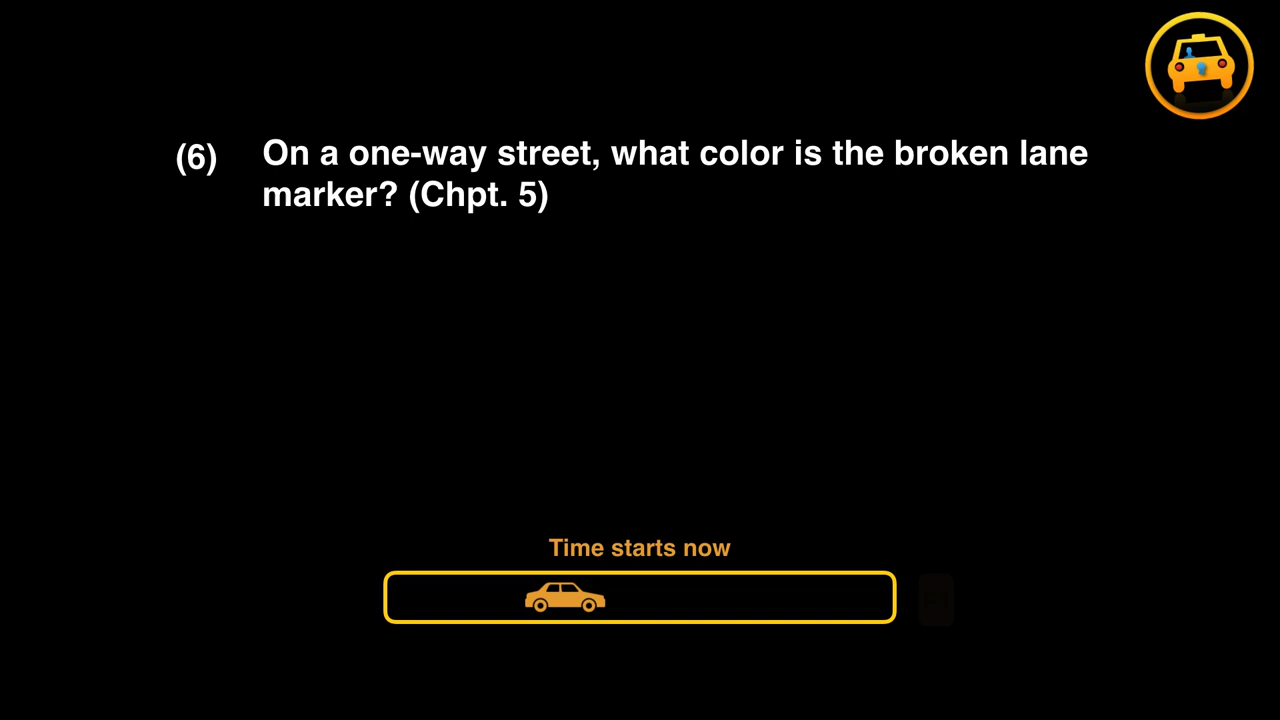 (6) On a one-way street, what color is the broken lane
marker? (Chpt. 5)
Time starts now